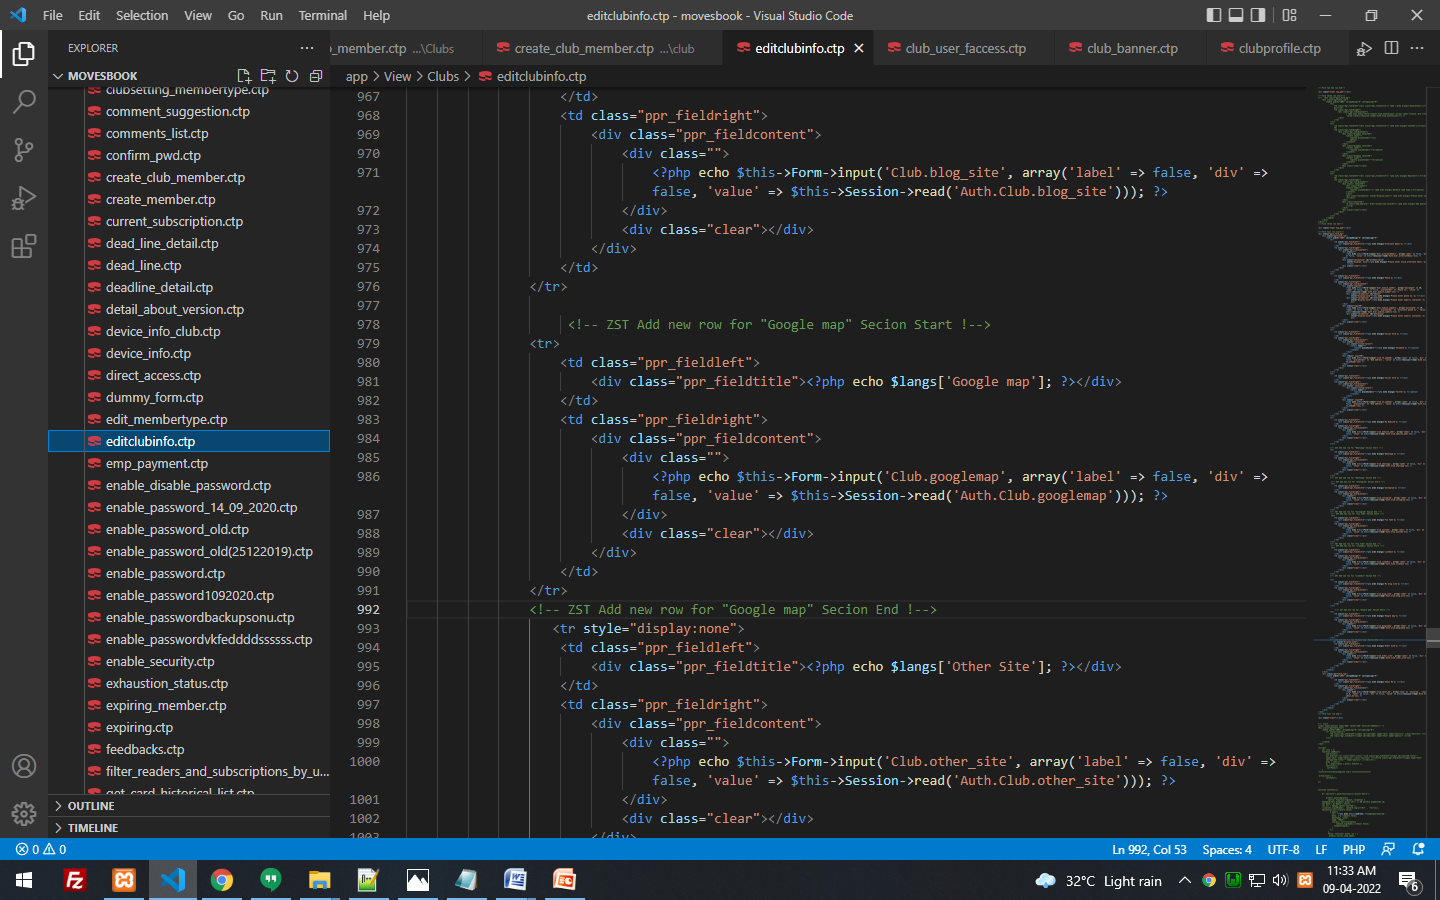 File Edit Selection View Go Run Terminal Help editclubinfo.ctp - movesbook - Visual Studio Code
EXPLORER ...
_member.ctp ...\Clubs create_club_member.ctp ...\club editclubinfo.ctp club_user_faccess.ctp club_banner.ctp clubprofile.ctp
MOVESBOOK
app > View > Clubs > editclubinfo.ctp
clubsetting_membertype.ctp
comment_suggestion.ctp
comments_list.ctp
confirm_pwd.ctp
create_club_member.ctp
create_member.ctp
current_subscription.ctp
dead_line_detail.ctp
dead_line.ctp
deadline_detail.ctp
detail_about_version.ctp
device_info_club.ctp
device_info.ctp
direct_access.ctp
dummy_form.ctp
edit_membertype.ctp
editclubinfo.ctp
emp_payment.ctp
enable_disable_password.ctp
enable_password_14_09_2020.ctp
enable_password_old.ctp
enable_password_old(25122019).ctp
enable_password.ctp
enable_password1092020.ctp
enable_passwordbackupsonu.ctp
enable_passwordvkfeddddssssss.ctp
enable_security.ctp
exhaustion_status.ctp
expiring_member.ctp
expiring.ctp
feedbacks.ctp
filter_readers_and_subscriptions_by_u...
get_card_historical_list.ctp
OUTLINE
TIMELINE
967 </td>
968 <td class="ppr_fieldright">
969 <div class="ppr_fieldcontent">
970 <div class="">
971 <?php echo $this->Form->input('Club.blog_site', array('label' => false, 'div' =>
false, 'value' => $this->Session->read('Auth.Club.blog_site'))); ?>
972 </div>
973 <div class="clear"></div>
974 </div>
975 </td>
976 </tr>
977
978 <!-- ZST Add new row for "Google map" Secion Start !-->
979 <tr>
980 <td class="ppr_fieldleft">
981 <div class="ppr_fieldtitle"><?php echo $langs['Google map']; ?></div>
982 </td>
983 <td class="ppr_fieldright">
984 <div class="ppr_fieldcontent">
985 <div class="">
986 <?php echo $this->Form->input('Club.googlemap', array('label' => false, 'div' =>
false, 'value' => $this->Session->read('Auth.Club.googlemap'))); ?>
987 </div>
988 <div class="clear"></div>
989 </div>
990 </td>
991 </tr>
992 <!-- ZST Add new row for "Google map" Secion End !-->
993 <tr style="display:none">
994 <td class="ppr_fieldleft">
995 <div class="ppr_fieldtitle"><?php echo $langs['Other Site']; ?></div>
996 </td>
997 <td class="ppr_fieldright">
998 <div class="ppr_fieldcontent">
999 <div class="">
1000 <?php echo $this->Form->input('Club.other_site', array('label' => false, 'div' =>
false, 'value' => $this->Session->read('Auth.Club.other_site'))); ?>
1001 </div>
1002 <div class="clear"></div>
1003 </div>
0 0 Ln 992, Col 53 Spaces: 4 UTF-8 LF PHP
32°C Light rain 11:33 AM
09-04-2022
6